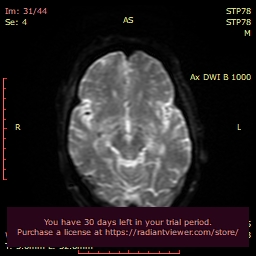 Im: 31/44
Se: 4
AS
STP78
STP78
M
Ax DWI B 1000
R
L
You have 30 days left in your trial period.
Purchase a license at https://radiantviewer.com/store/